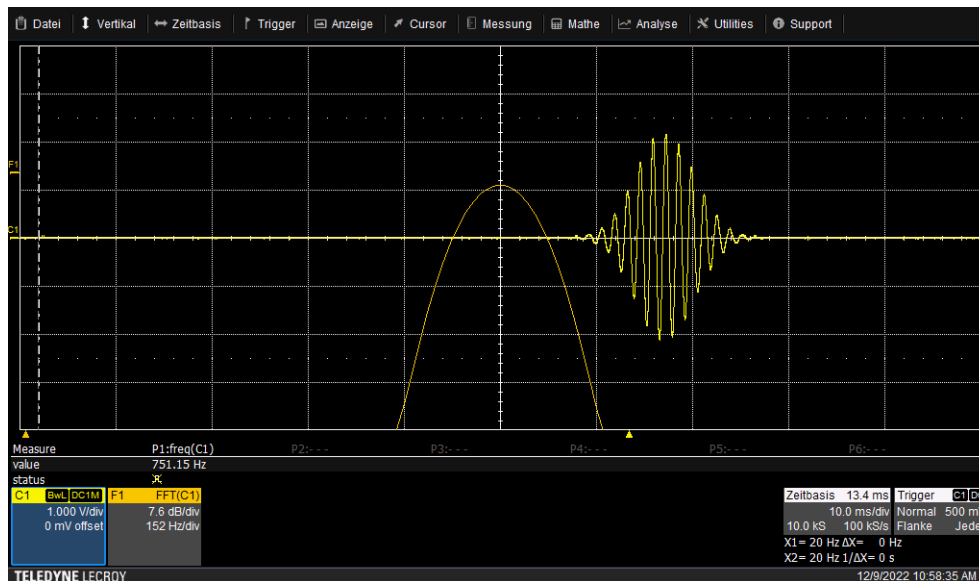 Datei Vertikal Zeitbasis Trigger Anzeige Cursor Messung Mathe Analyse Utilities Support
F1
C1
Measure P1:freq(C1) P2:- - - P3:- - - P4:- - - P5:- - - P6:- - -
value 751.15 Hz
status
C1 BwL DC1M F1 FFT(C1) Zeitbasis 13.4 ms Trigger C1 D
1.000 V/div 7.6 dB/div 10.0 ms/div Normal 500 m
0 mV offset 152 Hz/div 10.0 kS 100 kS/s Flanke Jede
X1= 20 Hz ΔX= 0 Hz
X2= 20 Hz 1/ΔX= 0 s
TELEDYNE LECROY 12/9/2022 10:58:35 AM